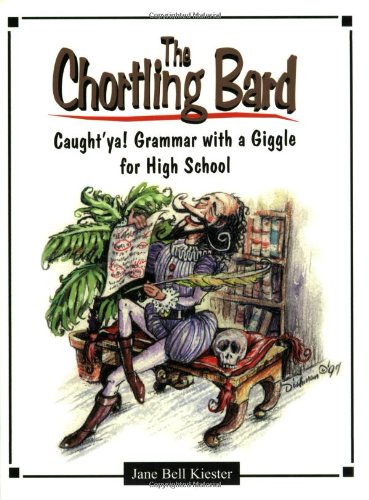 The
Chortling Bard
Caught'ya! Grammar with a Giggle
for High School
Jane Bell Kiester